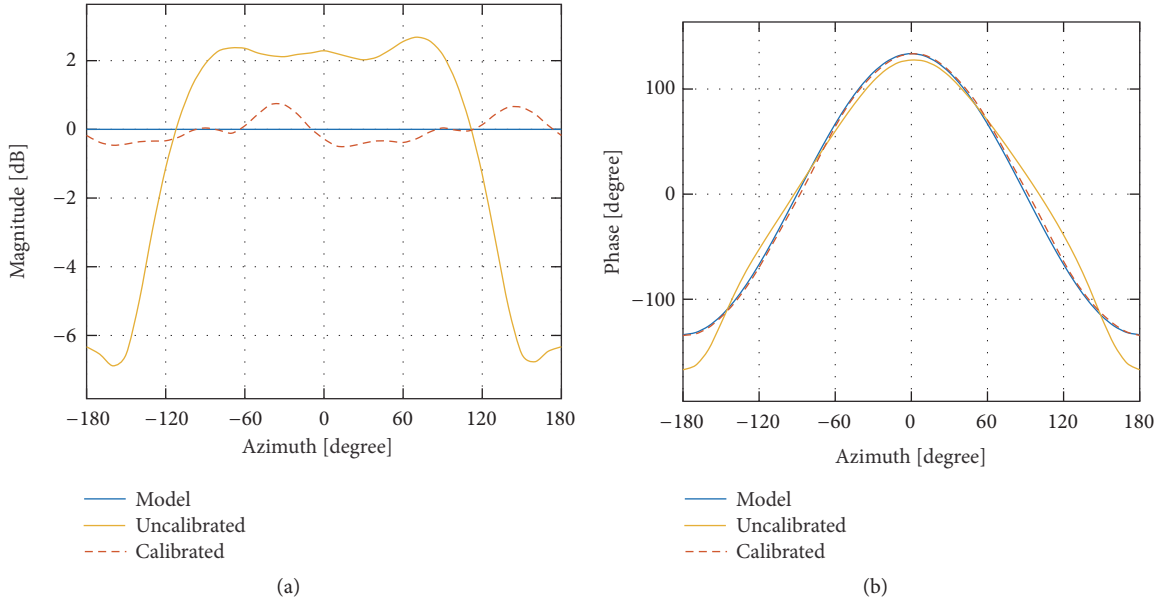 2
0
−2
−4
−6
Magnitude [dB]
−180 −120 −60 0 60 120 180
Azimuth [degree]
Model
Uncalibrated
Calibrated
(a)
100
0
−100
Phase [degree]
−180 −120 −60 0 60 120 180
Azimuth [degree]
Model
Uncalibrated
Calibrated
(b)